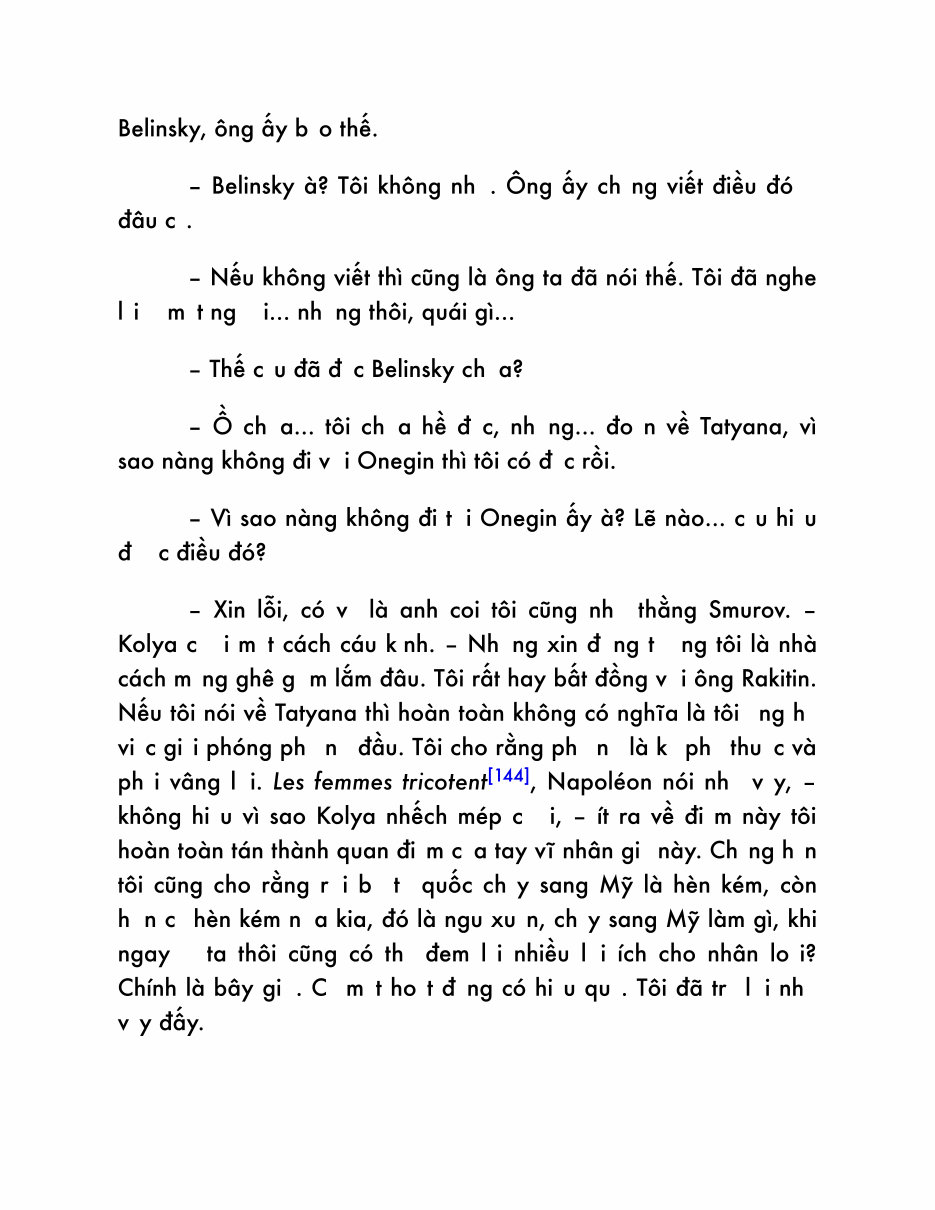 Belinsky, ông ấy b o thế.
– Belinsky à? Tôi không nh . Ông ấy ch ng viết điều đó
đâu c .
– Nếu không viết thì cũng là ông ta đã nói thế. Tôi đã nghe
l i m t ng i... nh ng thôi, quái gì...
– Thế c u đã đ c Belinsky ch a?
– Ồ ch a... tôi ch a hề đ c, nh ng... đo n về Tatyana, vì
sao nàng không đi v i Onegin thì tôi có đ c rồi.
– Vì sao nàng không đi t i Onegin ấy à? Lẽ nào... c u hi u
đ c điều đó?
– Xin lỗi, có v là anh coi tôi cũng nh thằng Smurov. –
Kolya c i m t cách cáu k nh. – Nh ng xin đ ng t ng tôi là nhà
cách m ng ghê g m lắm đâu. Tôi rất hay bất đồng v i ông Rakitin.
Nếu tôi nói về Tatyana thì hoàn toàn không có nghĩa là tôi ng h
vi c gi i phóng ph n đầu. Tôi cho rằng ph n là k ph thu c và
ph i vâng l i. Les femmes tricotent[144], Napoléon nói nh v y, –
không hi u vì sao Kolya nhếch mép c i, – ít ra về đi m này tôi
hoàn toàn tán thành quan đi m c a tay vĩ nhân gi này. Ch ng h n
tôi cũng cho rằng r i b t quốc ch y sang Mỹ là hèn kém, còn
h n c hèn kém n a kia, đó là ngu xu n, ch y sang Mỹ làm gì, khi
ngay ta thôi cũng có th đem l i nhiều l i ích cho nhân lo i?
Chính là bây gi . C m t ho t đ ng có hi u qu . Tôi đã tr l i nh
v y đấy.